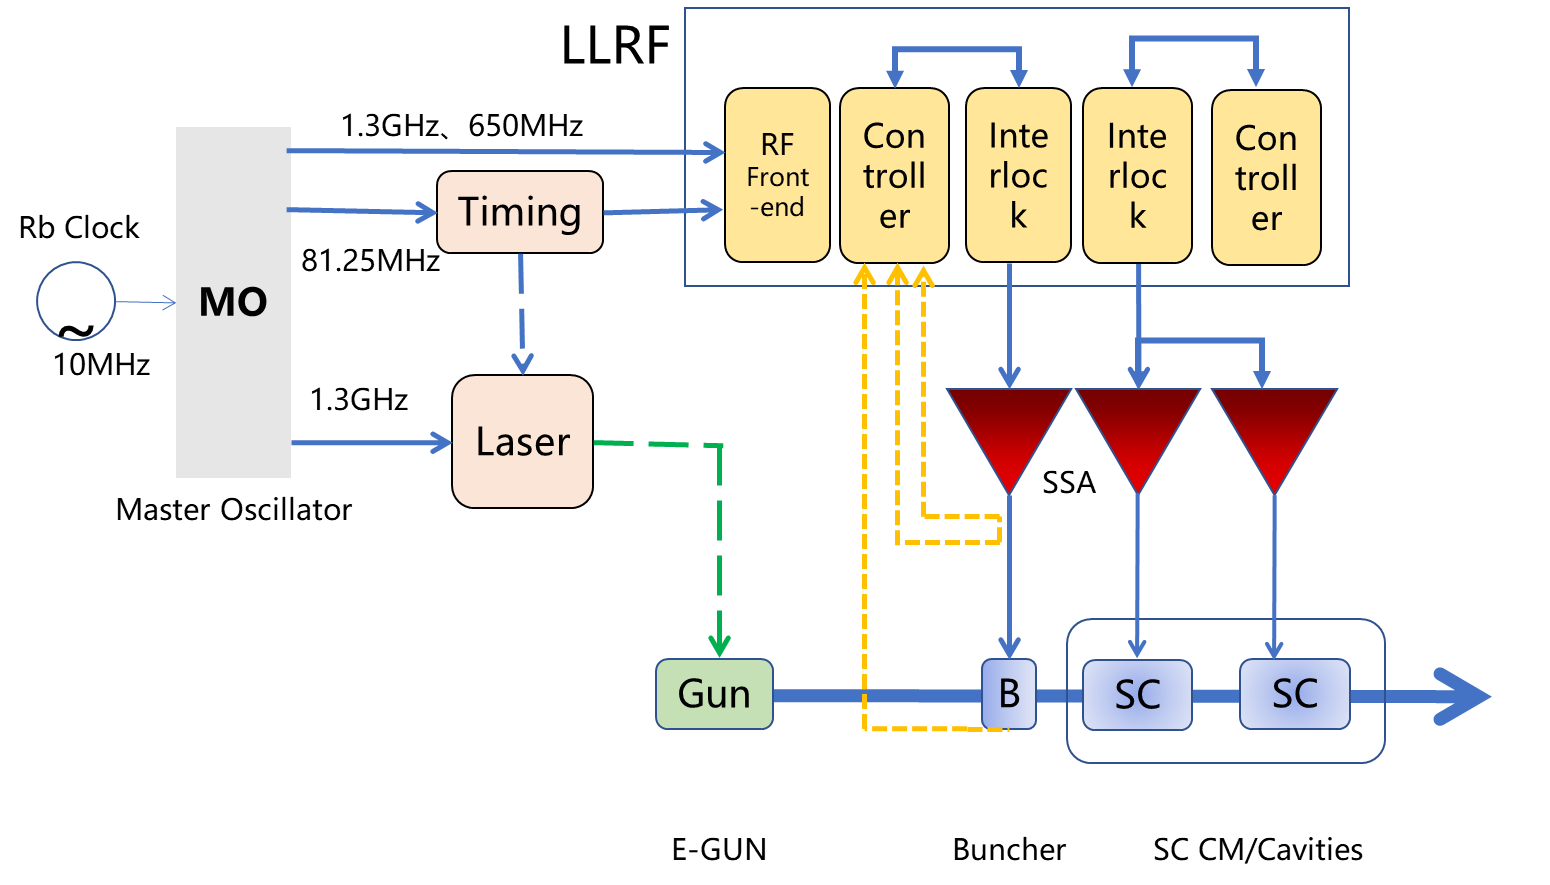 LLRF
1.3GHz、650MHz
RF
Front
-end
Con
troll
er
Inte
rloc
k
Inte
rloc
k
Con
troll
er
Timing
Rb Clock
81.25MHz
MO
~
10MHz
1.3GHz
Laser
SSA
Master Oscillator
Gun
B
SC
SC
E-GUN
Buncher
SC CM/Cavities